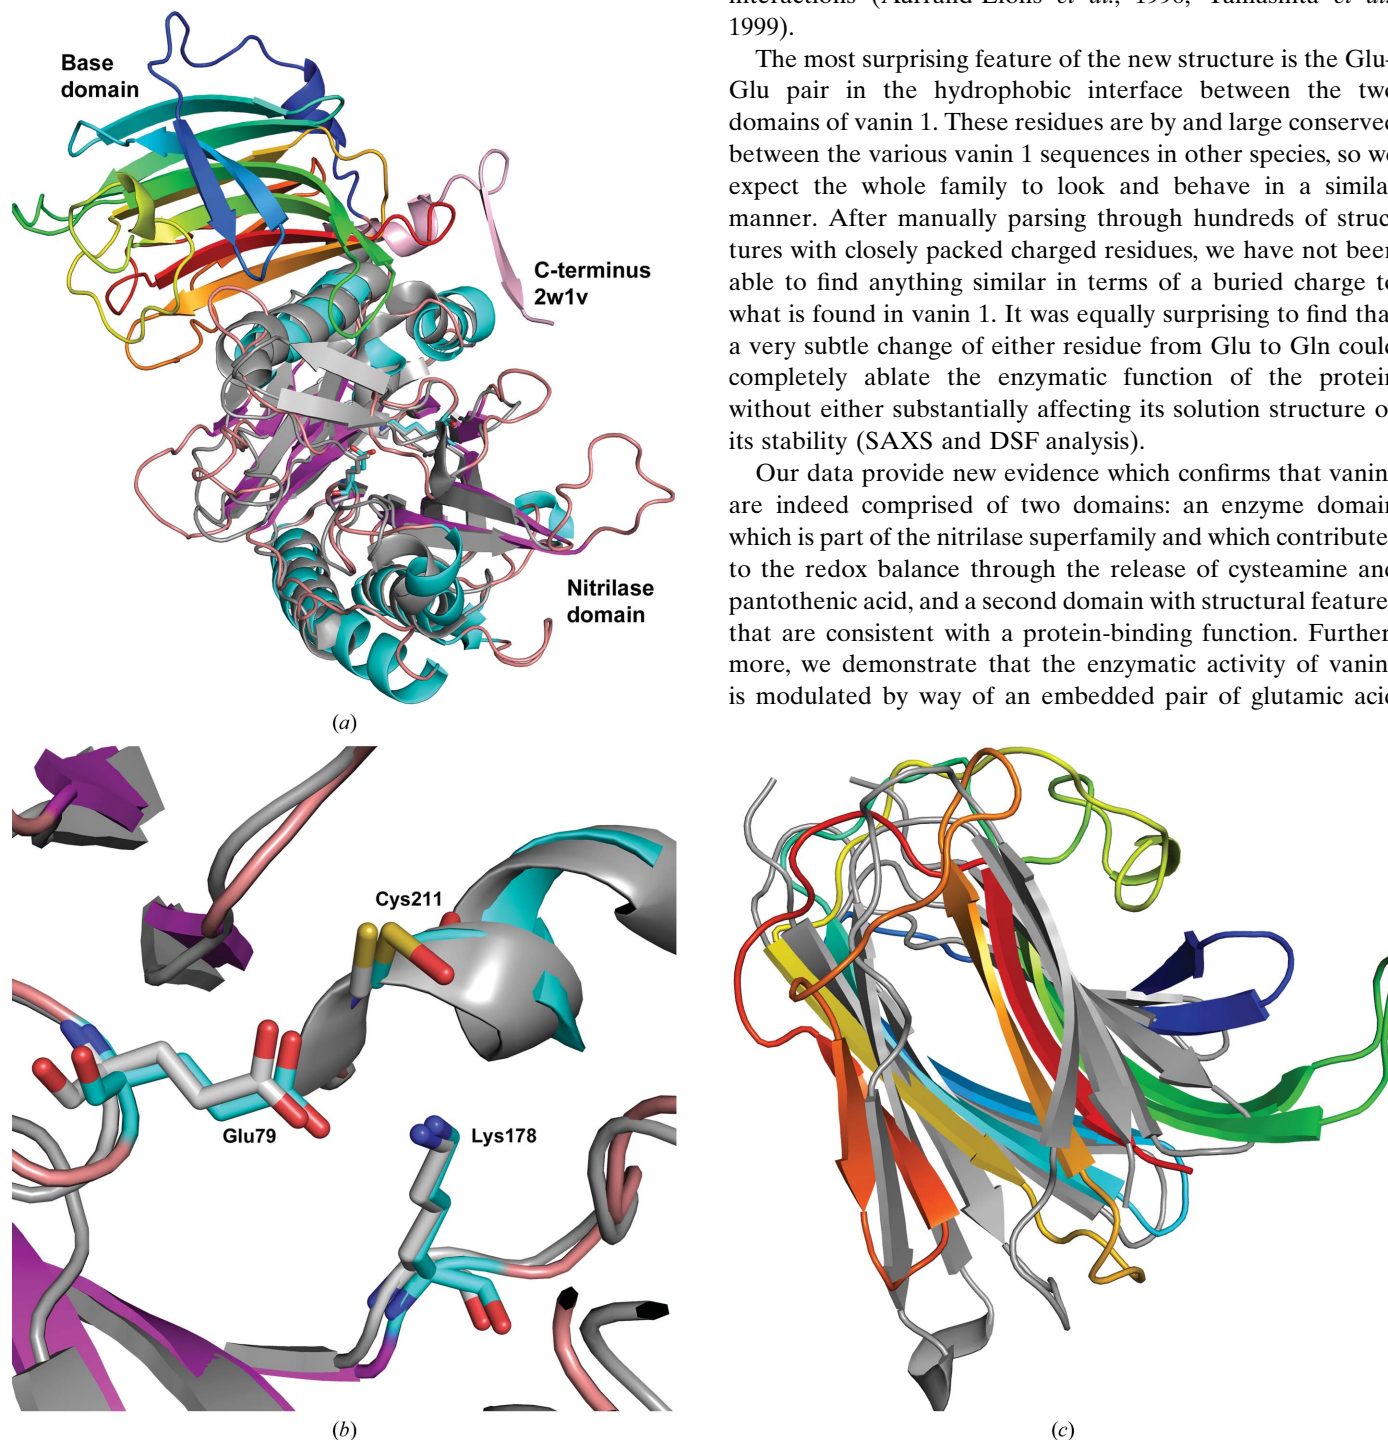 Base
domain
C-terminus
2w1v
Nitrilase
domain
(a)
1999).
The most surprising feature of the new structure is the Glu-
Glu pair in the hydrophobic interface between the two
domains of vanin 1. These residues are by and large conserved
between the various vanin 1 sequences in other species, so we
expect the whole family to look and behave in a
manner. After manually parsing through hundreds of struc
tures with closely packed charged residues, we have not been
able to find anything similar in terms of a buried charge to
what is found in vanin 1. It was equally surprising to find
a very subtle change of either residue from Glu to Gln could
completely ablate the enzymatic function of the protein
without either substantially affecting its solution structure
its stability (SAXS and DSF analysis).
Our data provide new evidence which confirms that vanin
are indeed comprised of two domains: an enzyme domain
which is part of the nitrilase superfamily and which contribute
to the redox balance through the release of cysteamine and
pantothenic acid, and a second domain with structural feature
that are consistent with a protein-binding function. Further
more, we demonstrate that the enzymatic activity of vanin
is modulated by way of an embedded pair of glutamic acid
Cys211
Glu79
Lys178
(b)
(c)